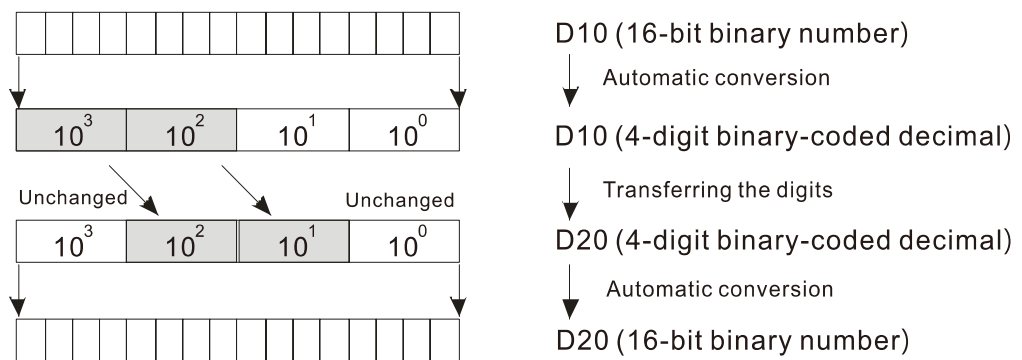 D10 (16-bit binary number)
Automatic conversion
10³ 10² 10¹ 10⁰
D10 (4-digit binary-coded decimal)
Unchanged
Unchanged
Transferring the digits
10³ 10² 10¹ 10⁰
D20 (4-digit binary-coded decimal)
Automatic conversion
D20 (16-bit binary number)